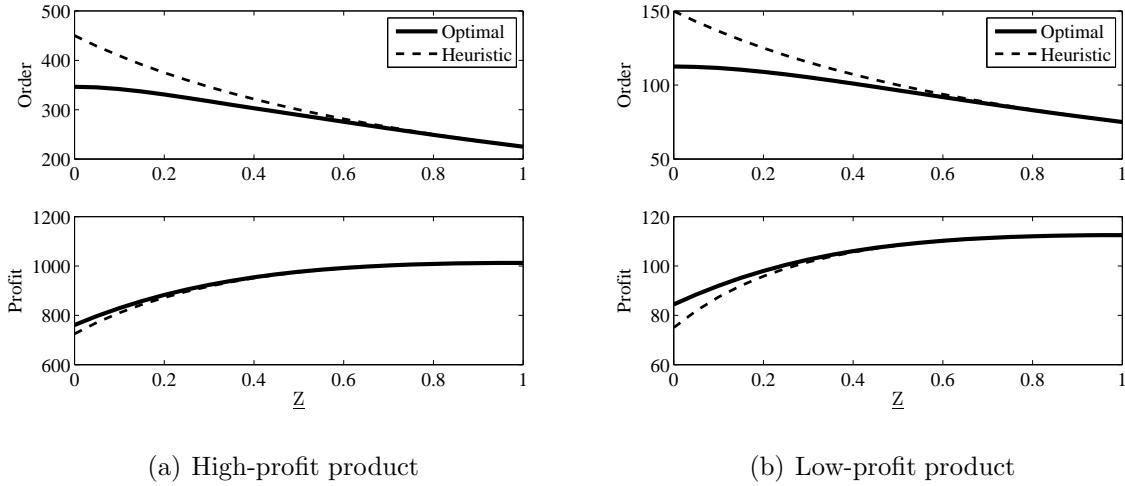 500
400
300
200
Order
Optimal
Heuristic
0 0.2 0.4 0.6 0.8 1
1200
1000
800
600
Profit
0 0.2 0.4 0.6 0.8 1
Z
(a) High-profit product
150
100
50
Order
Optimal
Heuristic
0 0.2 0.4 0.6 0.8 1
120
100
80
60
Profit
0 0.2 0.4 0.6 0.8 1
Z
(b) Low-profit product